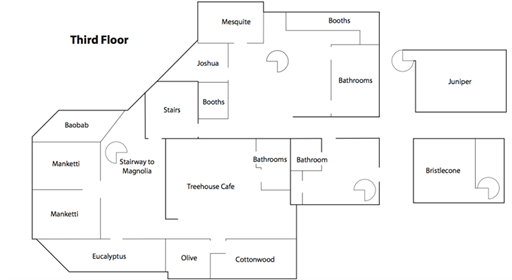 Third Floor
Mesquite
Booths
Joshua
Bathrooms
Juniper
Booths
Stairs
Baobab
Manketti
Stairway to
Magnolia
Bathrooms
Bathroom
Bristlecone
Treehouse Cafe
Manketti
Eucalyptus
Olive
Cottonwood